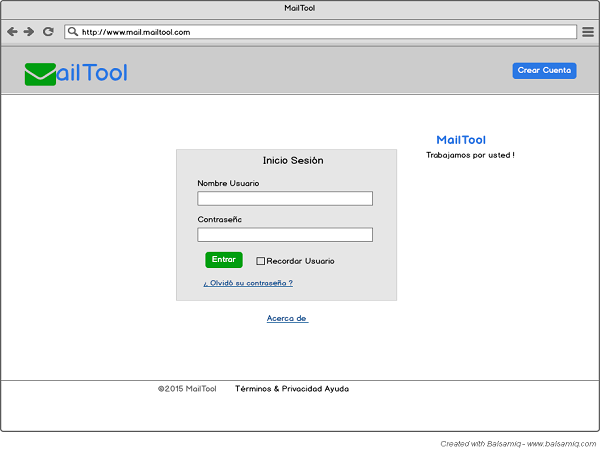 MailTool
http://www.mail.mailtool.com
ailTool
Crear Cuenta
MailTool
Trabajamos por usted !
Inicio Sesión
Nombre Usuario
Contraseñc
Entrar
Recordar Usuario
¿ Olvidó su contraseña ?
Acerca de
©2015 MailTool Términos & Privacidad Ayuda
Created with Balsamiq - www.balsamiq.com